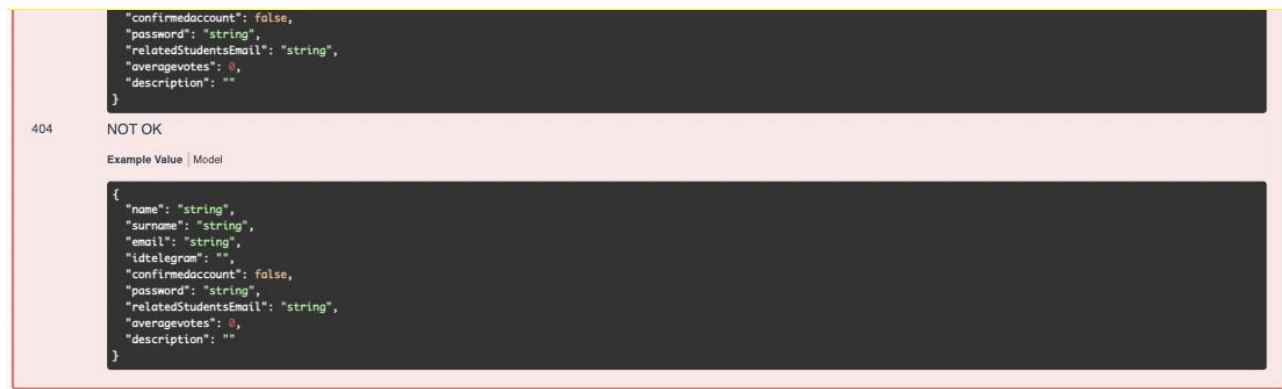 "confirmedaccount": false,
"password": "string",
"relatedStudentsEmail": "string",
"averagevotes": 0,
"description": ""
}
404 NOT OK
Example Value | Model
{
"name": "string",
"surname": "string",
"email": "string",
"idtelegram": "",
"confirmedaccount": false,
"password": "string",
"relatedStudentsEmail": "string",
"averagevotes": 0,
"description": ""
}